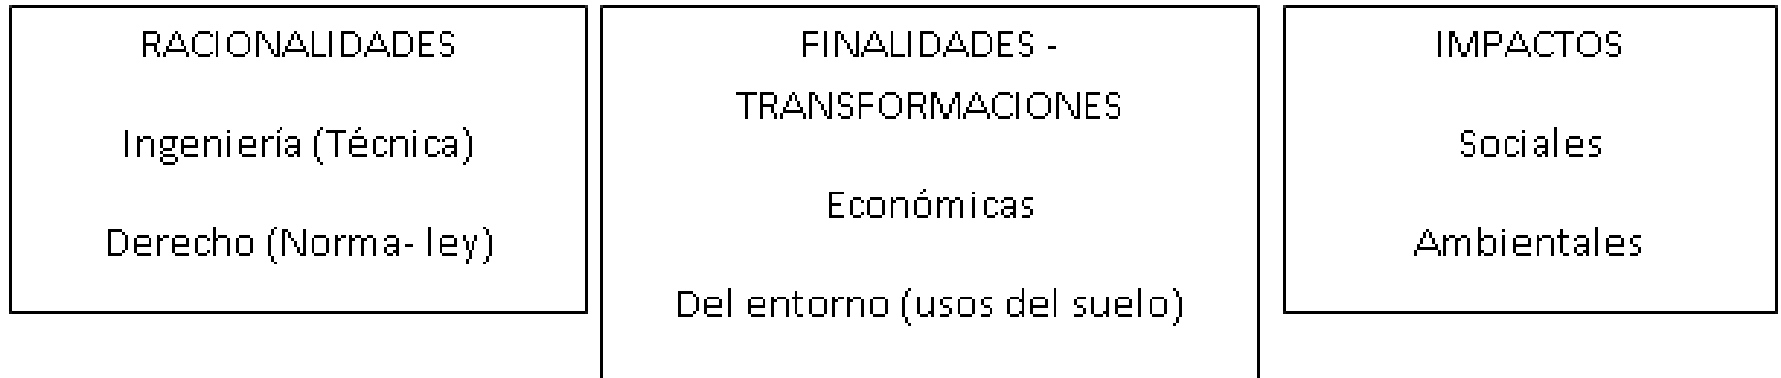 RACIONALIDADES
Ingeniería (Técnica)
Derecho (Norma- ley)
FINALIDADES -
TRANSFORMACIONES
Económicas
Del entorno (usos del suelo)
IMPACTOS
Sociales
Ambientales